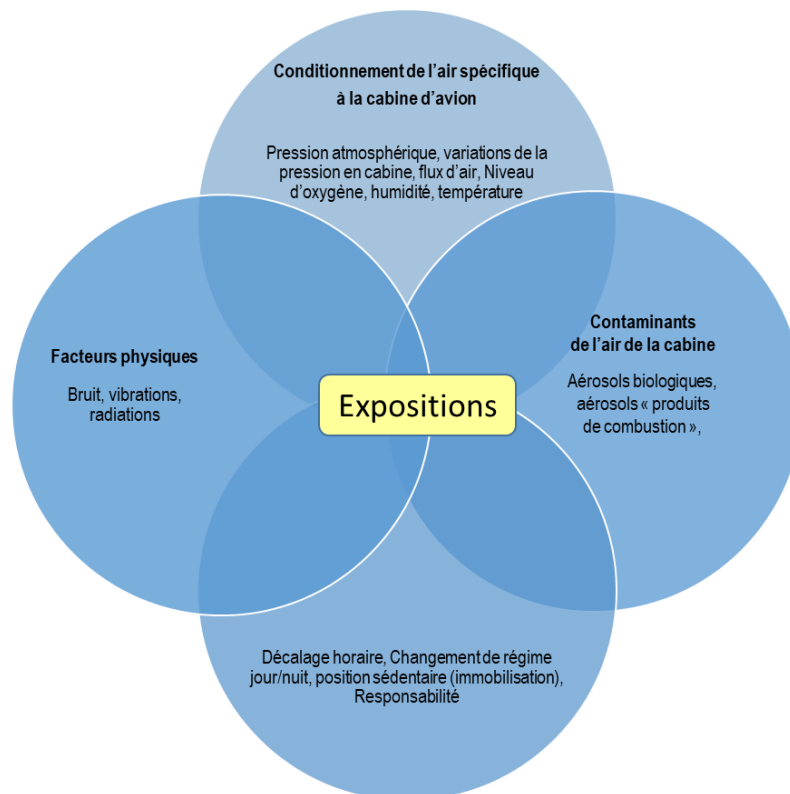 Conditionnement de l’air spécifique
à la cabine d’avion
Pression atmosphérique, variations de la
pression en cabine, flux d’air, Niveau
d’oxygène, humidité, température
Facteurs physiques
Bruit, vibrations,
radiations
Contaminants
de l’air de la cabine
Aérosols biologiques,
aérosols « produits
de combustion »,
Expositions
Décalage horaire, Changement de régime
jour/nuit, position sédentaire (immobilisation),
Responsabilité